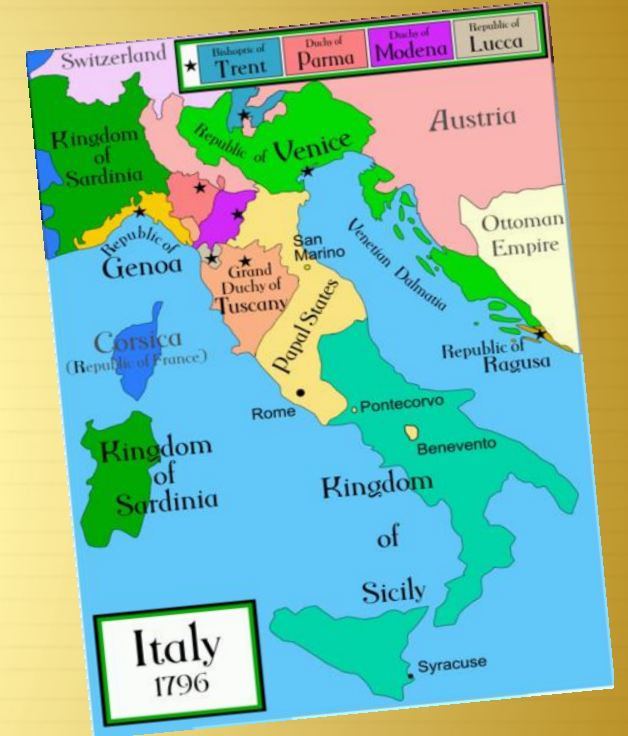 Switzerland
Bishopric of
Trent
Duchy of
Parma
Duchy of
Modena
Republic of
Lucca
Kingdom
of
Sardinia
Republic of Venice
Austria
Ottoman
Empire
Republic of
Genoa
San
Marino
Grand
Duchy of
Tuscany
Venetian Dalmatia
Papal States
Corsica
(Republic of France)
Republic of
Ragusa
Rome
Pontecorvo
Benevento
Kingdom
of
Sardinia
Kingdom
of
Sicily
Italy
1796
Syracuse